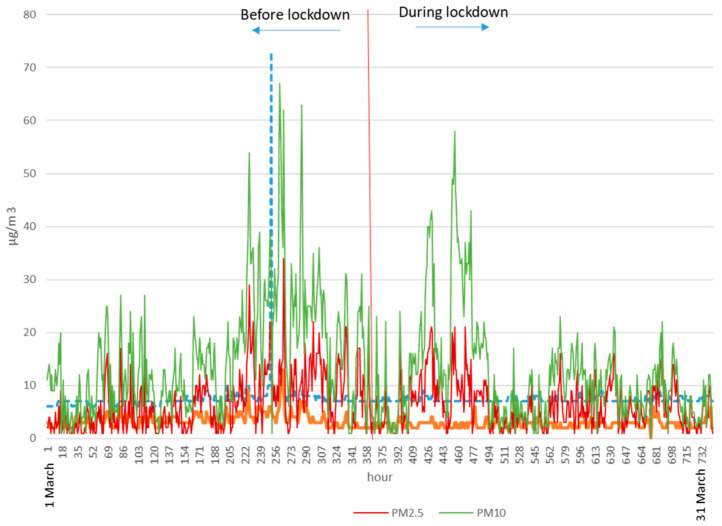 Before lockdown
During lockdown
80
70
60
50
40
30
20
10
0
µg/m 3
1 18 35 52 69 86 103 120 137 154 171 188 205 222 239 256 273 290 307 324 341 358 375 392 409 426 443 460 477 494 511 528 545 562 579 596 613 630 647 664 681 698 715 732
1 March
hour
31 March
PM2.5
PM10